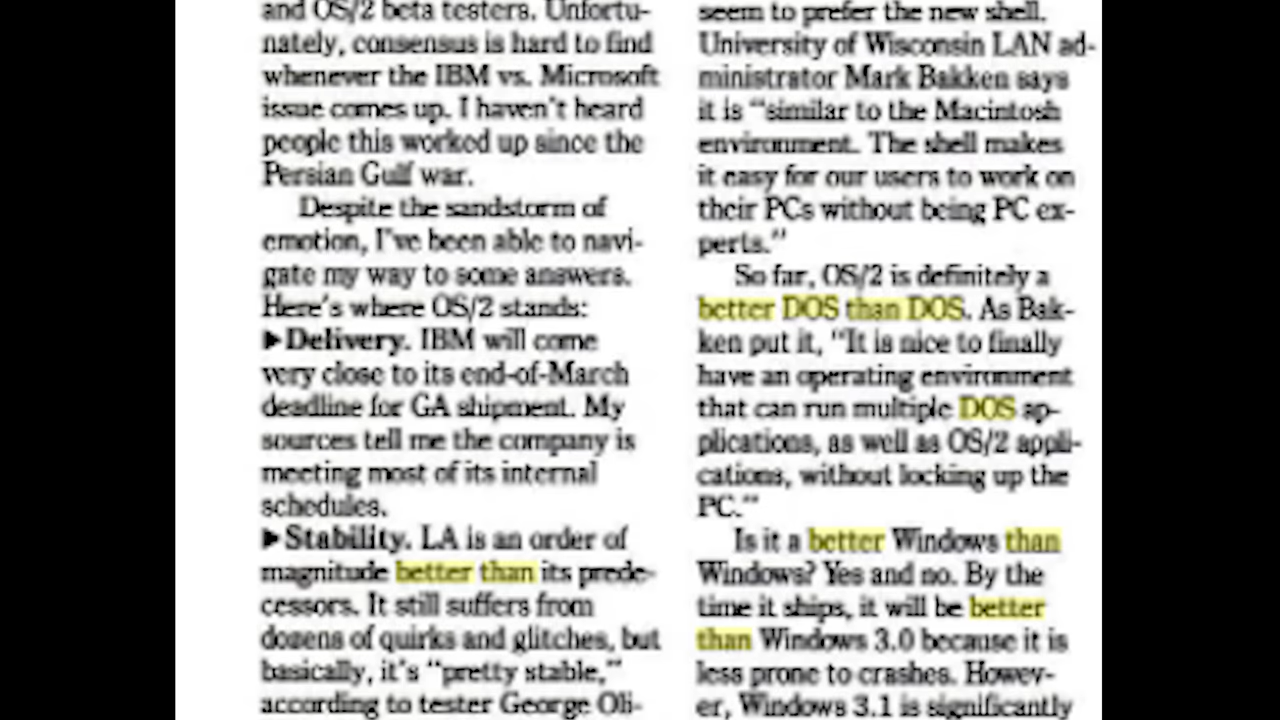 and OS/2 beta testers. Unfortu-
nately, consensus is hard to find
whenever the IBM vs. Microsoft
issue comes up. I haven't heard
people this worked up since the
Persian Gulf war.
Despite the sandstorm of
emotion, I've been able to navi-
gate my way to some answers.
Here's where OS/2 stands:
▶Delivery. IBM will come
very close to its end-of-March
deadline for GA shipment. My
sources tell me the company is
meeting most of its internal
schedules.
▶Stability. LA is an order of
magnitude better than its prede-
cessors. It still suffers from
dozens of quirks and glitches, but
basically, it's "pretty stable,"
according to tester George Oli-
seem to prefer the new shell.
University of Wisconsin LAN ad-
ministrator Mark Bakken says
it is "similar to the Macintosh
environment. The shell makes
it easy for our users to work on
their PCs without being PC ex-
perts."
So far, OS/2 is definitely a
better DOS than DOS. As Bak-
ken put it, "It is nice to finally
have an operating environment
that can run multiple DOS ap-
plications, as well as OS/2 appli-
cations, without locking up the
PC."
Is it a better Windows than
Windows? Yes and no. By the
time it ships, it will be better
than Windows 3.0 because it is
less prone to crashes. Howev-
er, Windows 3.1 is significantly